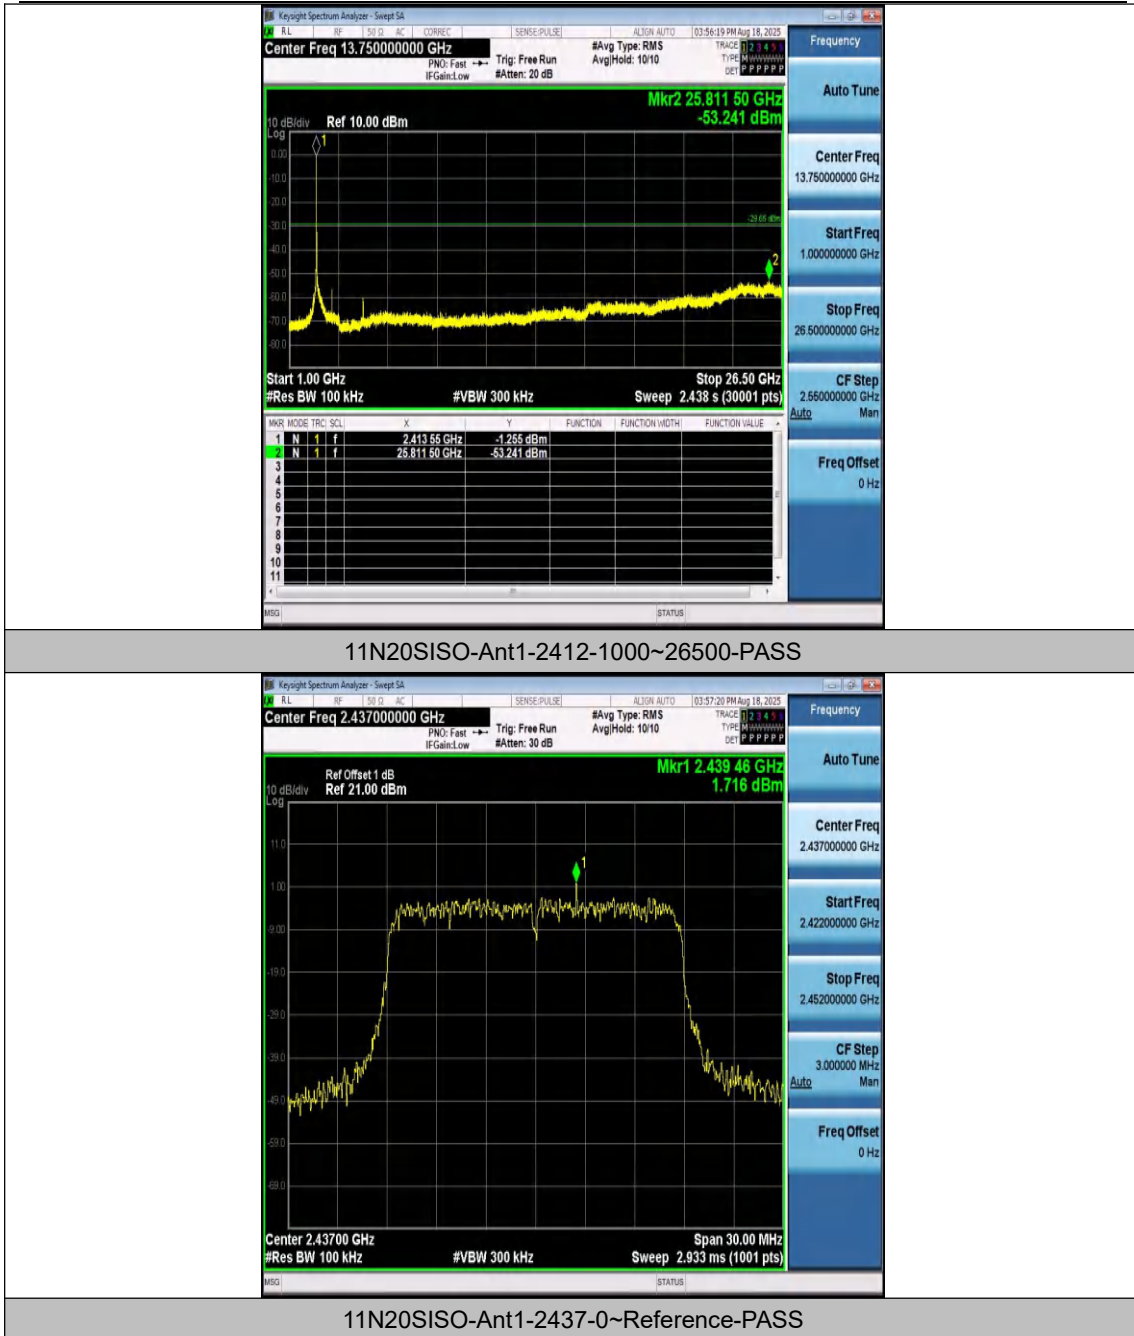 Keysight Spectrum Analyzer - Swept SA
RL RF 50 Ω AC CORREC SENSE:PULSE ALIGN AUTO 03:56:19 PM Aug 18, 2025
Center Freq 13.750000000 GHz
PNO: Fast
IFGain:Low
Trig: Free Run
#Atten: 20 dB
#Avg Type: RMS
Avg|Hold: 10/10
TRACE 1 2 3 4 5 6
TYPE M W W W W W
DET P P P P P P
Mkr2 25.811 50 GHz
-53.241 dBm
10 dB/div Ref 10.00 dBm
Log
1
0.00
-10.0
-20.0
-29.65 dBm
-30.0
-40.0
2
-50.0
-60.0
-70.0
-80.0
Start 1.00 GHz Stop 26.50 GHz
#Res BW 100 kHz #VBW 300 kHz Sweep 2.438 s (30001 pts)
MKR MODE TRC SCL X Y FUNCTION FUNCTION WIDTH FUNCTION VALUE
1 N 1 f 2.413 55 GHz -1.255 dBm
2 N 1 f 25.811 50 GHz -53.241 dBm
3
4
5
6
7
8
9
10
11
MSG STATUS
Frequency
Auto Tune
Center Freq
13.750000000 GHz
Start Freq
1.000000000 GHz
Stop Freq
26.500000000 GHz
CF Step
2.550000000 GHz
Auto Man
Freq Offset
0 Hz
11N20SISO-Ant1-2412-1000~26500-PASS
Keysight Spectrum Analyzer - Swept SA
RL RF 50 Ω AC SENSE:PULSE ALIGN AUTO 03:57:20 PM Aug 18, 2025
Center Freq 2.437000000 GHz
PNO: Fast
IFGain:Low
Trig: Free Run
#Atten: 30 dB
#Avg Type: RMS
Avg|Hold: 10/10
TRACE 1 2 3 4 5 6
TYPE M W W W W W
DET P P P P P P
Mkr1 2.439 46 GHz
1.716 dBm
Ref Offset 1 dB
10 dB/div Ref 21.00 dBm
Log
11.0
1
1.00
-9.00
-19.0
-29.0
-39.0
-49.0
-59.0
-69.0
Center 2.43700 GHz Span 30.00 MHz
#Res BW 100 kHz #VBW 300 kHz Sweep 2.933 ms (1001 pts)
MSG STATUS
Frequency
Auto Tune
Center Freq
2.437000000 GHz
Start Freq
2.422000000 GHz
Stop Freq
2.452000000 GHz
CF Step
3.000000 MHz
Auto Man
Freq Offset
0 Hz
11N20SISO-Ant1-2437-0~Reference-PASS